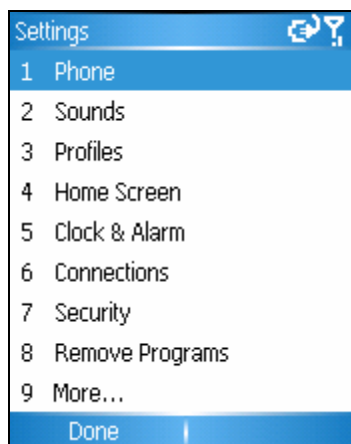 Settings
1 Phone
2 Sounds
3 Profiles
4 Home Screen
5 Clock & Alarm
6 Connections
7 Security
8 Remove Programs
9 More...
Done